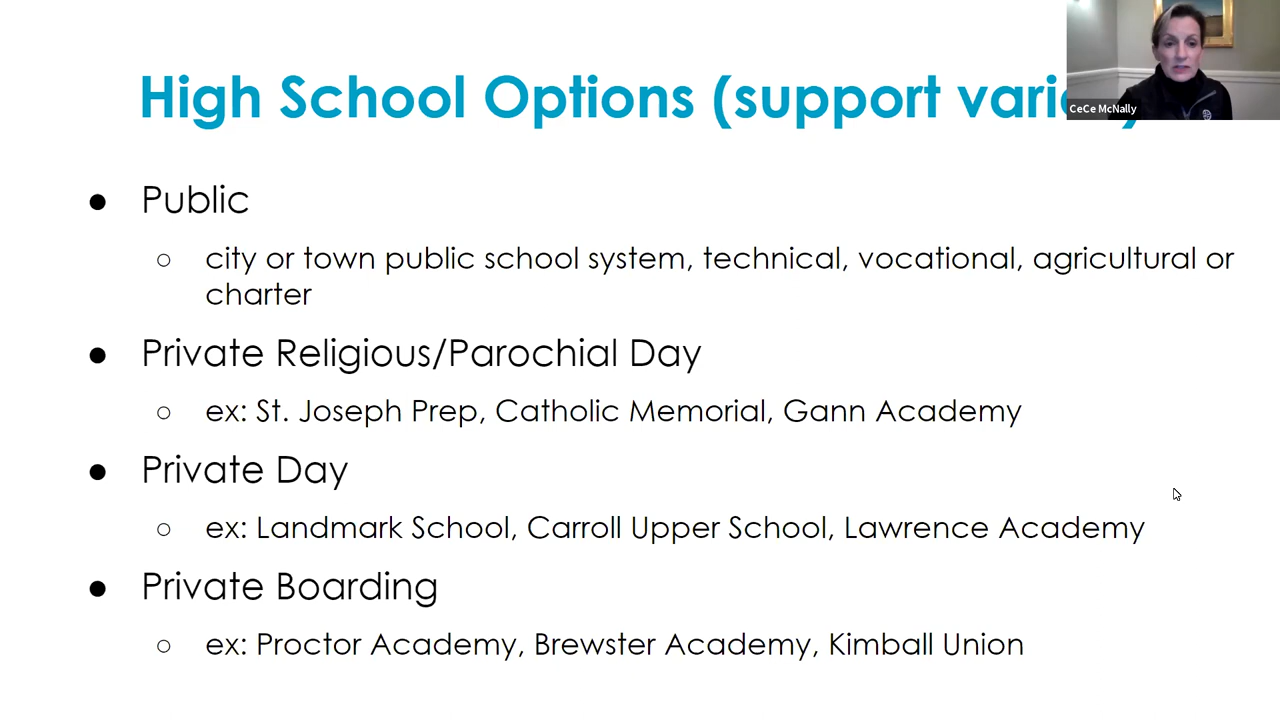 High School Options (support
CeCe McNally
● Public
○ city or town public school system, technical, vocational, agricultural or
charter
● Private Religious/Parochial Day
○ ex: St. Joseph Prep, Catholic Memorial, Gann Academy
● Private Day
○ ex: Landmark School, Carroll Upper School, Lawrence Academy
● Private Boarding
○ ex: Proctor Academy, Brewster Academy, Kimball Union